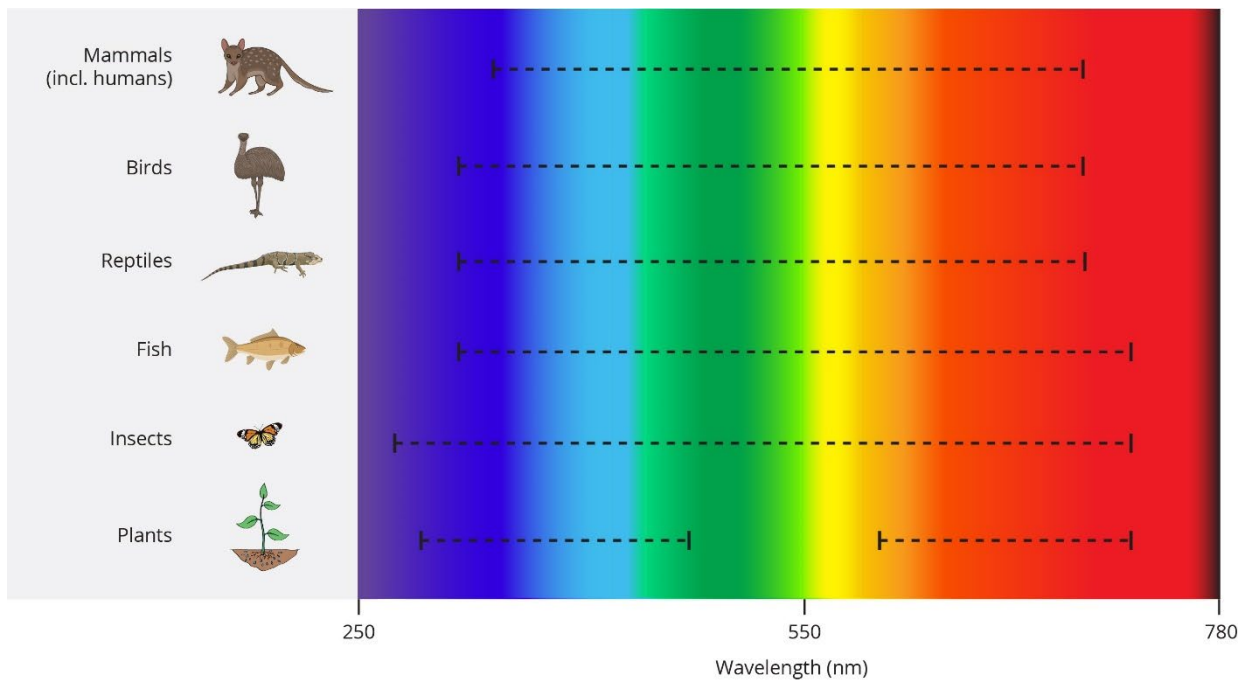 Mammals
(incl. humans)
Birds
Reptiles
Fish
Insects
Plants
250
550
780
Wavelength (nm)